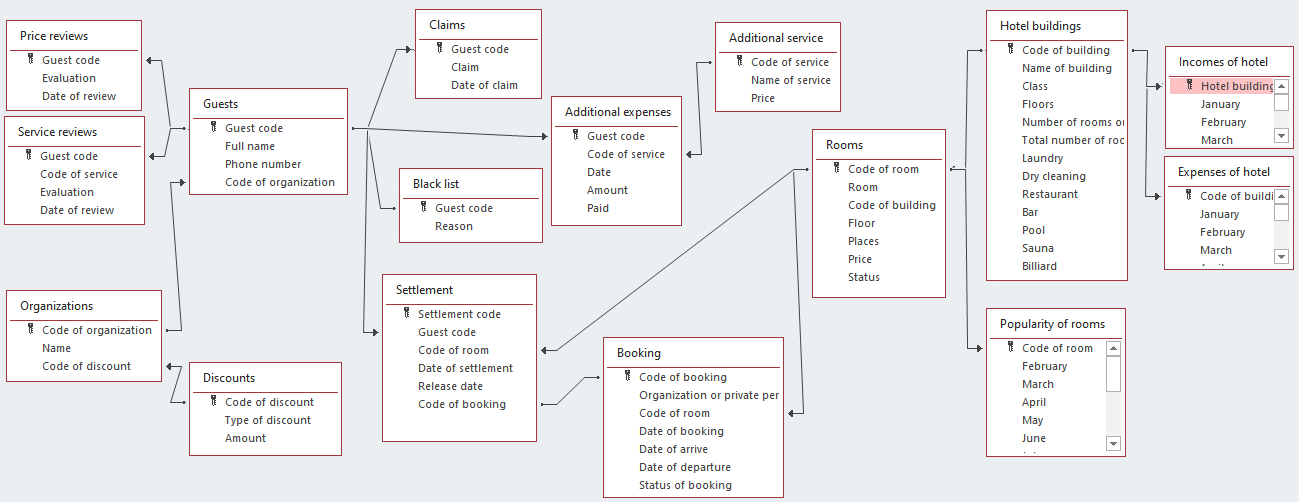 Price reviews
Guest code
Evaluation
Date of review
Service reviews
Guest code
Code of service
Evaluation
Date of review
Guests
Guest code
Full name
Phone number
Code of organization
Organizations
Code of organization
Name
Code of discount
Discounts
Code of discount
Type of discount
Amount
Claims
Guest code
Claim
Date of claim
Black list
Guest code
Reason
Settlement
Settlement code
Guest code
Code of room
Date of settlement
Release date
Code of booking
Additional expenses
Guest code
Code of service
Date
Amount
Paid
Additional service
Code of service
Name of service
Price
Booking
Code of booking
Organization or private per
Code of room
Date of booking
Date of arrive
Date of departure
Status of booking
Rooms
Code of room
Room
Code of building
Floor
Places
Price
Status
Hotel buildings
Code of building
Name of building
Class
Floors
Number of rooms o
Total number of roo
Laundry
Dry cleaning
Restaurant
Bar
Pool
Sauna
Billiard
Popularity of rooms
Code of room
February
March
April
May
June
Incomes of hotel
Hotel building
January
February
March
Expenses of hotel
Code of buildi
January
February
March